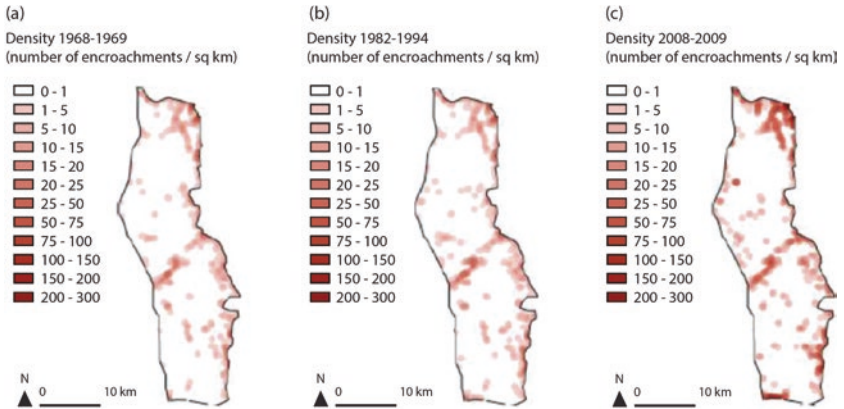 (a)
Density 1968-1969
(number of encroachments / sq km)
0 - 1
1 - 5
5 - 10
10 - 15
15 - 20
20 - 25
25 - 50
50 - 75
75 - 100
100 - 150
150 - 200
200 - 300
N
0 10 km
(b)
Density 1982-1994
(number of encroachments / sq km)
0 - 1
1 - 5
5 - 10
10 - 15
15 - 20
20 - 25
25 - 50
50 - 75
75 - 100
100 - 150
150 - 200
200 - 300
N
0 10 km
(c)
Density 2008-2009
(number of encroachments / sq km)
0 - 1
1 - 5
5 - 10
10 - 15
15 - 20
20 - 25
25 - 50
50 - 75
75 - 100
100 - 150
150 - 200
200 - 300
N
0 10 km